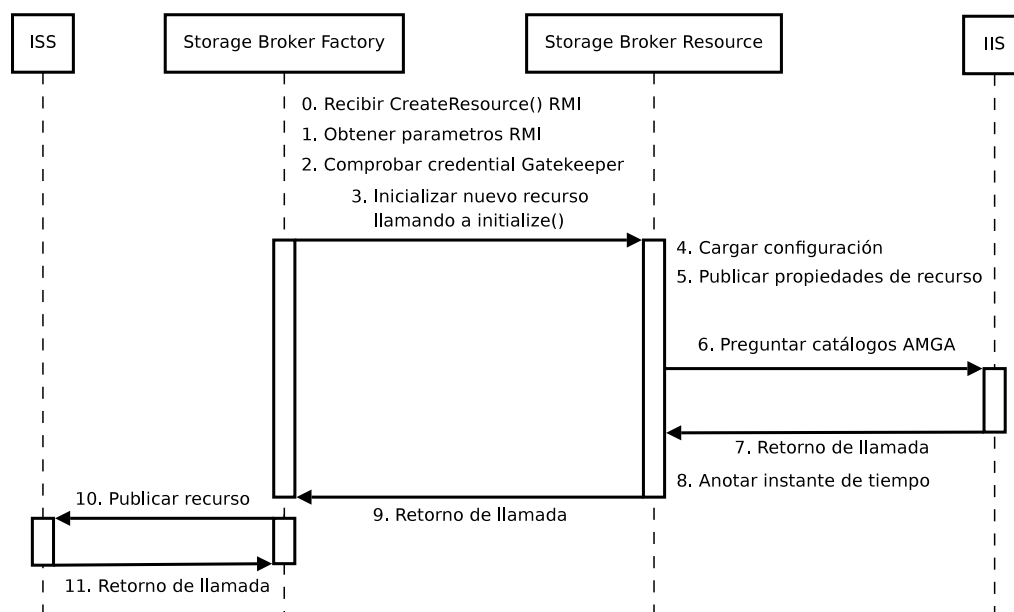 ISS
Storage Broker Factory
Storage Broker Resource
IIS
0. Recibir CreateResource() RMI
1. Obtener parametros RMI
2. Comprobar credential Gatekeeper
3. Inicializar nuevo recurso
llamando a initialize()
4. Cargar configuración
5. Publicar propiedades de recurso
6. Preguntar catálogos AMGA
7. Retorno de llamada
8. Anotar instante de tiempo
9. Retorno de llamada
10. Publicar recurso
11. Retorno de llamada